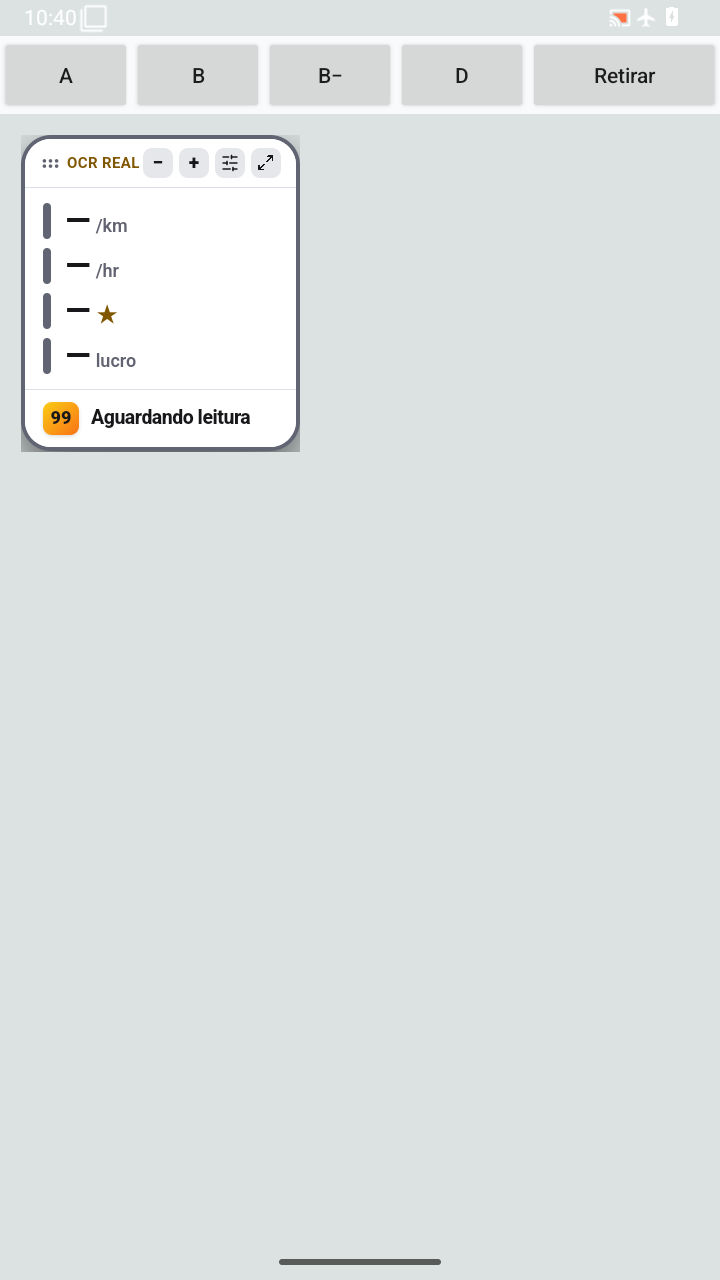 10:40
A B B− D Retirar
OCR REAL − +
— /km
— /hr
— ★
— lucro
99 Aguardando leitura